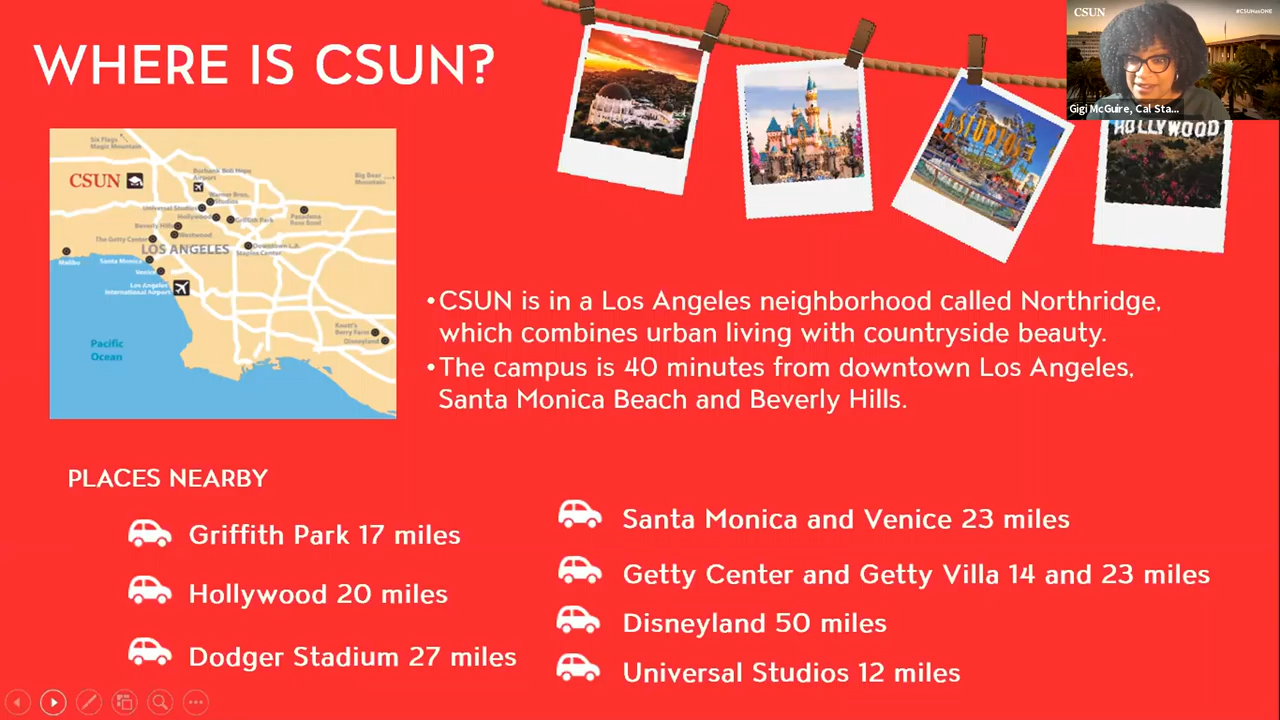 WHERE IS CSUN?
CSUN
#CSUNasONE
Gigi McGuire, Cal Sta...
STUDIOS
HOLLYWOOD
Six Flags
Magic Mountain
CSUN
Burbank Bob Hope
Airport
Big Bear
Mountain
Warner Bros.
Studios
Universal Studios
Hollywood
Griffith Park
Pasadena
Rose Bowl
Beverly Hills
Westwood
The Getty Center
LOS ANGELES
Downtown L.A.
Staples Center
Malibu
Santa Monica
Venice
Los Angeles
International Airport
Knott's
Berry Farm
Disneyland
Pacific
Ocean
•CSUN is in a Los Angeles neighborhood called Northridge,
which combines urban living with countryside beauty.
•The campus is 40 minutes from downtown Los Angeles,
Santa Monica Beach and Beverly Hills.
PLACES NEARBY
Griffith Park 17 miles
Hollywood 20 miles
Dodger Stadium 27 miles
Santa Monica and Venice 23 miles
Getty Center and Getty Villa 14 and 23 miles
Disneyland 50 miles
Universal Studios 12 miles